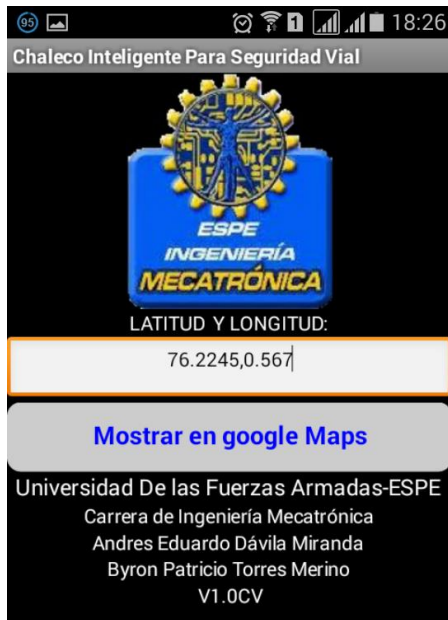 95 1 18:26
Chaleco Inteligente Para Seguridad Vial
ESPE
INGENIERÍA
MECATRÓNICA
LATITUD Y LONGITUD:
76.2245,0.567
Mostrar en google Maps
Universidad De las Fuerzas Armadas-ESPE
Carrera de Ingeniería Mecatrónica
Andres Eduardo Dávila Miranda
Byron Patricio Torres Merino
V1.0CV